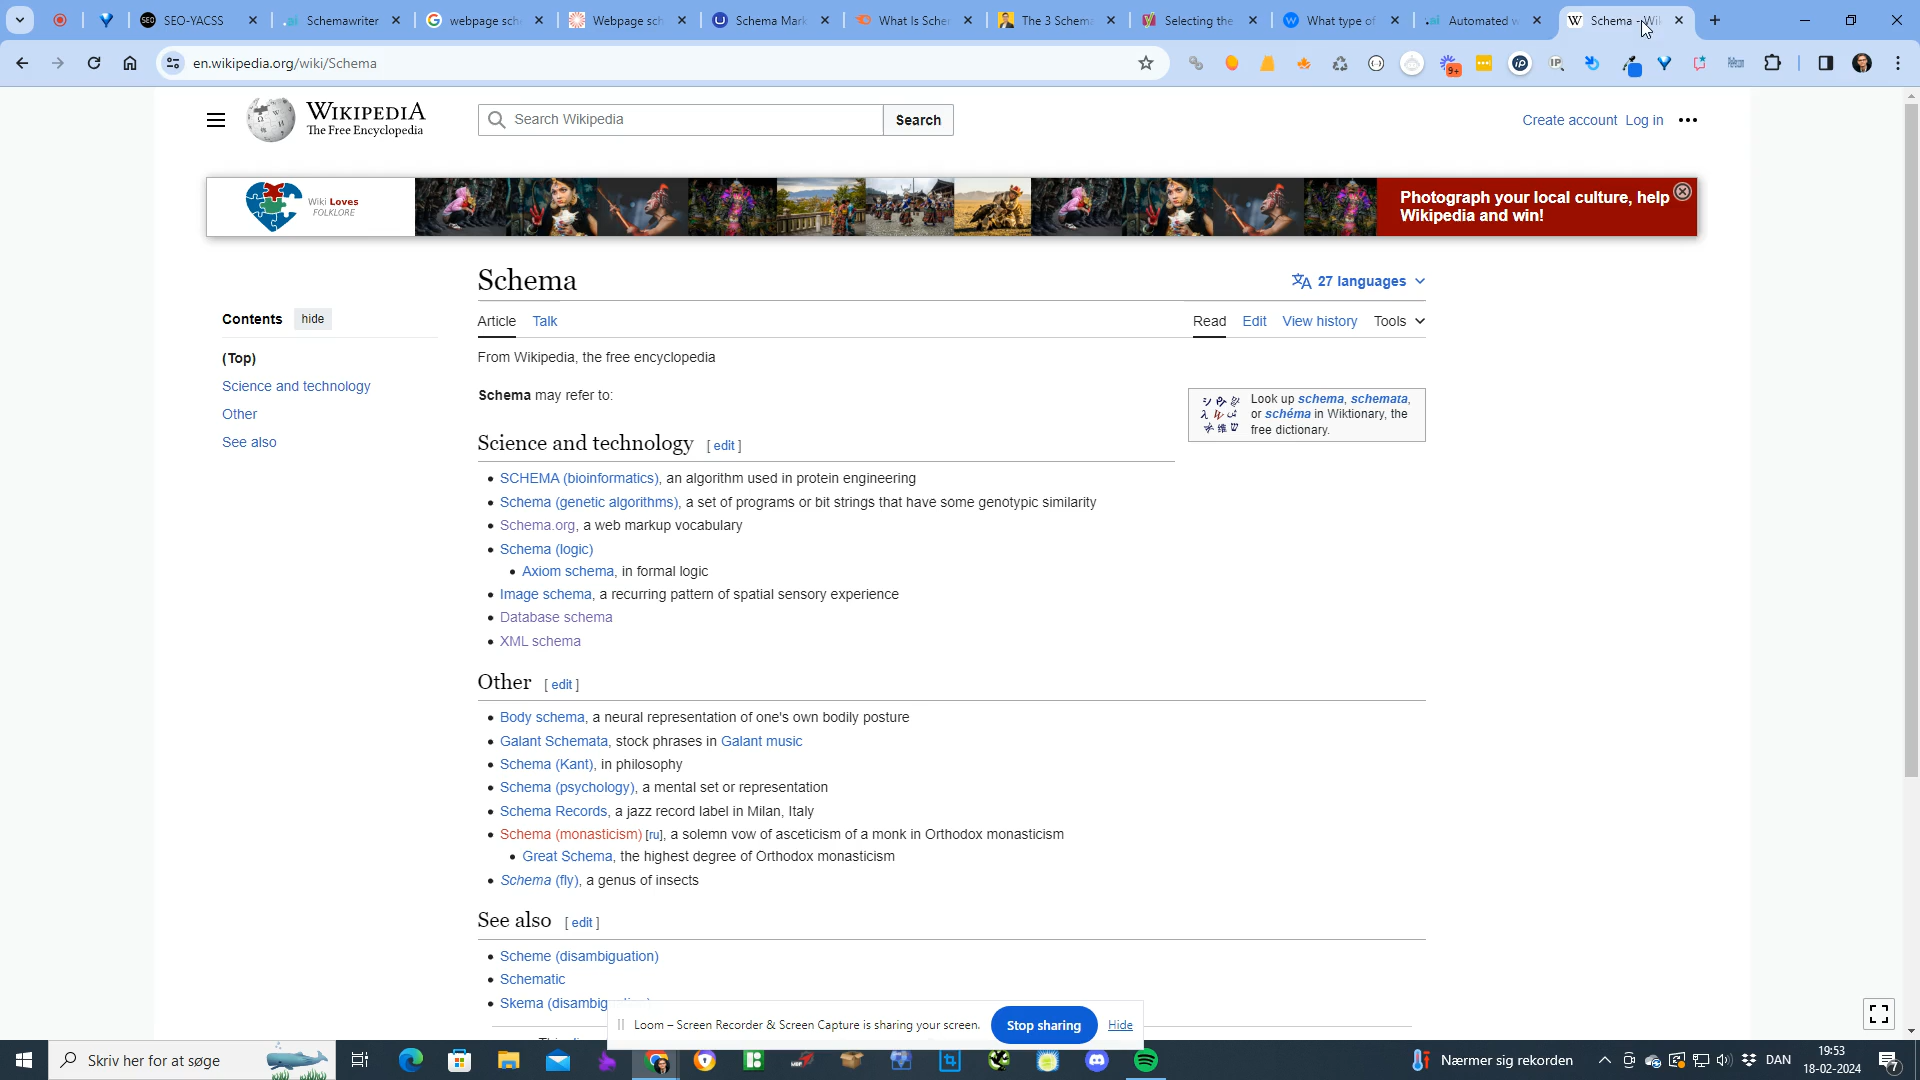 SEO-YACSS
Schemawriter
webpage sche
Webpage sch
Schema Mark
What Is Schem
The 3 Schema
Selecting the
What type of
Automated w
Schema - Wik
en.wikipedia.org/wiki/Schema
9+
WIKIPEDIA
The Free Encyclopedia
Search Wikipedia
Search
Create account Log in
Wiki Loves
FOLKLORE
Photograph your local culture, help
Wikipedia and win!
Schema
27 languages
Contents hide
Article Talk
Read Edit View history Tools
(Top)
Science and technology
Other
See also
From Wikipedia, the free encyclopedia
Schema may refer to:
Look up schema, schemata,
or schéma in Wiktionary, the
free dictionary.
Science and technology [ edit ]
SCHEMA (bioinformatics), an algorithm used in protein engineering
Schema (genetic algorithms), a set of programs or bit strings that have some genotypic similarity
Schema.org, a web markup vocabulary
Schema (logic)
Axiom schema, in formal logic
Image schema, a recurring pattern of spatial sensory experience
Database schema
XML schema
Other [ edit ]
Body schema, a neural representation of one's own bodily posture
Galant Schemata, stock phrases in Galant music
Schema (Kant), in philosophy
Schema (psychology), a mental set or representation
Schema Records, a jazz record label in Milan, Italy
Schema (monasticism) [ru], a solemn vow of asceticism of a monk in Orthodox monasticism
Great Schema, the highest degree of Orthodox monasticism
Schema (fly), a genus of insects
See also [ edit ]
Scheme (disambiguation)
Schematic
Skema (disambig
Loom – Screen Recorder & Screen Capture is sharing your screen.
Stop sharing
Hide
Skriv her for at søge
Nærmer sig rekorden
DAN
19:53
18-02-2024
7